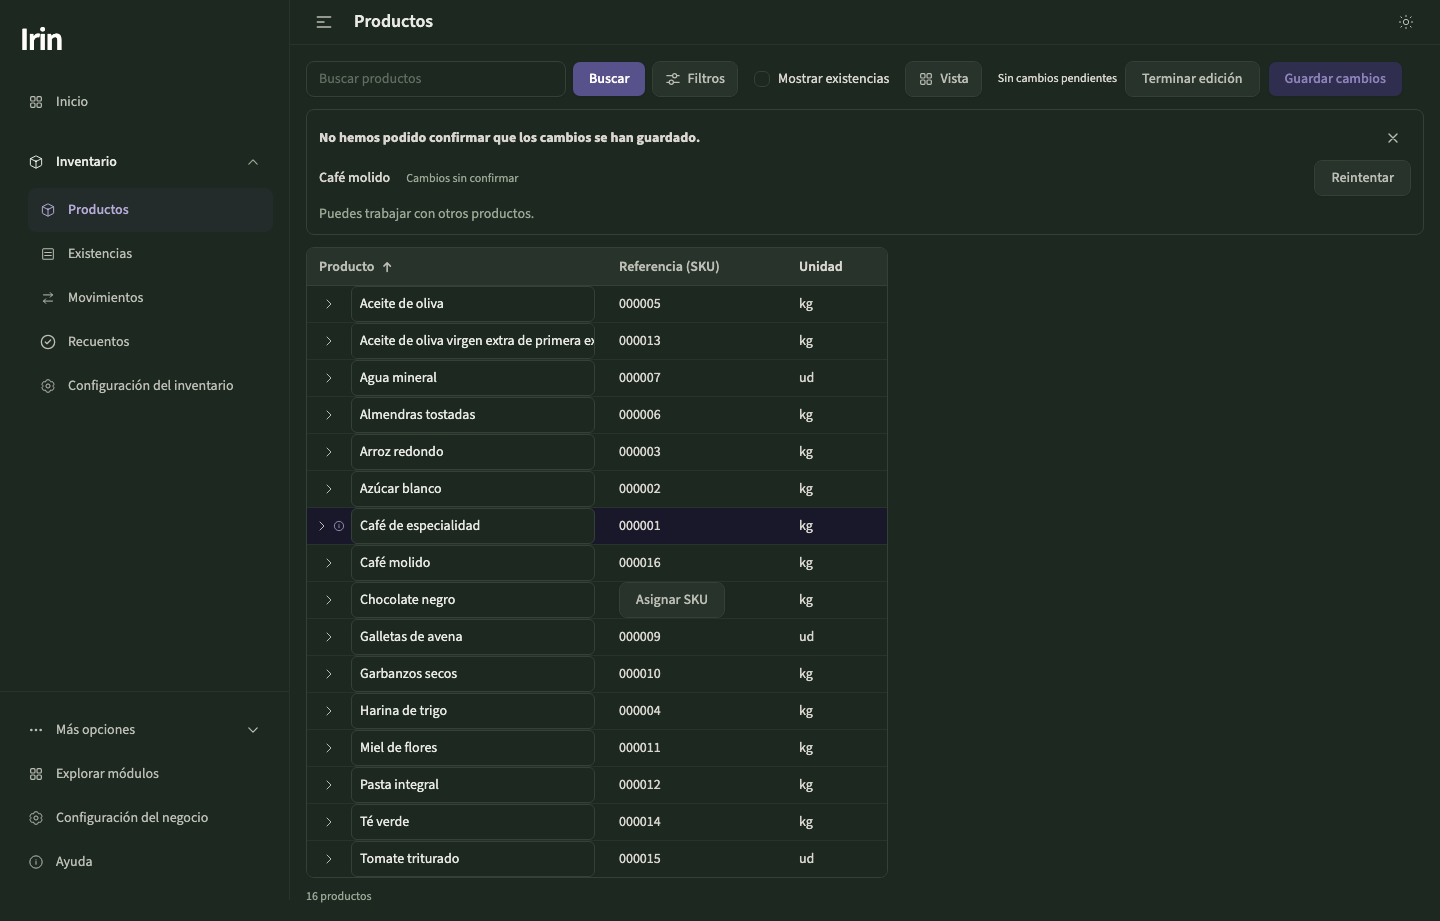 Irin
Productos
Inicio
Inventario
Productos
Existencias
Movimientos
Recuentos
Configuración del inventario
Más opciones
Explorar módulos
Configuración del negocio
Ayuda
Buscar productos
Buscar
Filtros
Mostrar existencias
Vista
Sin cambios pendientes
Terminar edición
Guardar cambios
No hemos podido confirmar que los cambios se han guardado.
Café molido Cambios sin confirmar
Reintentar
Puedes trabajar con otros productos.
Producto Referencia (SKU) Unidad
Aceite de oliva 000005 kg
Aceite de oliva virgen extra de primera ex 000013 kg
Agua mineral 000007 ud
Almendras tostadas 000006 kg
Arroz redondo 000003 kg
Azúcar blanco 000002 kg
Café de especialidad 000001 kg
Café molido 000016 kg
Chocolate negro Asignar SKU kg
Galletas de avena 000009 ud
Garbanzos secos 000010 kg
Harina de trigo 000004 kg
Miel de flores 000011 kg
Pasta integral 000012 kg
Té verde 000014 kg
Tomate triturado 000015 ud
16 productos